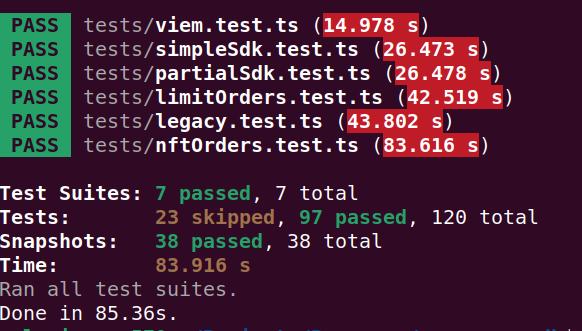 PASS tests/viem.test.ts (14.978 s)
PASS tests/simpleSdk.test.ts (26.473 s)
PASS tests/partialSdk.test.ts (26.478 s)
PASS tests/limitOrders.test.ts (42.519 s)
PASS tests/legacy.test.ts (43.802 s)
PASS tests/nftOrders.test.ts (83.616 s)
Test Suites: 7 passed, 7 total
Tests: 23 skipped, 97 passed, 120 total
Snapshots: 38 passed, 38 total
Time: 83.916 s
Ran all test suites.
Done in 85.36s.